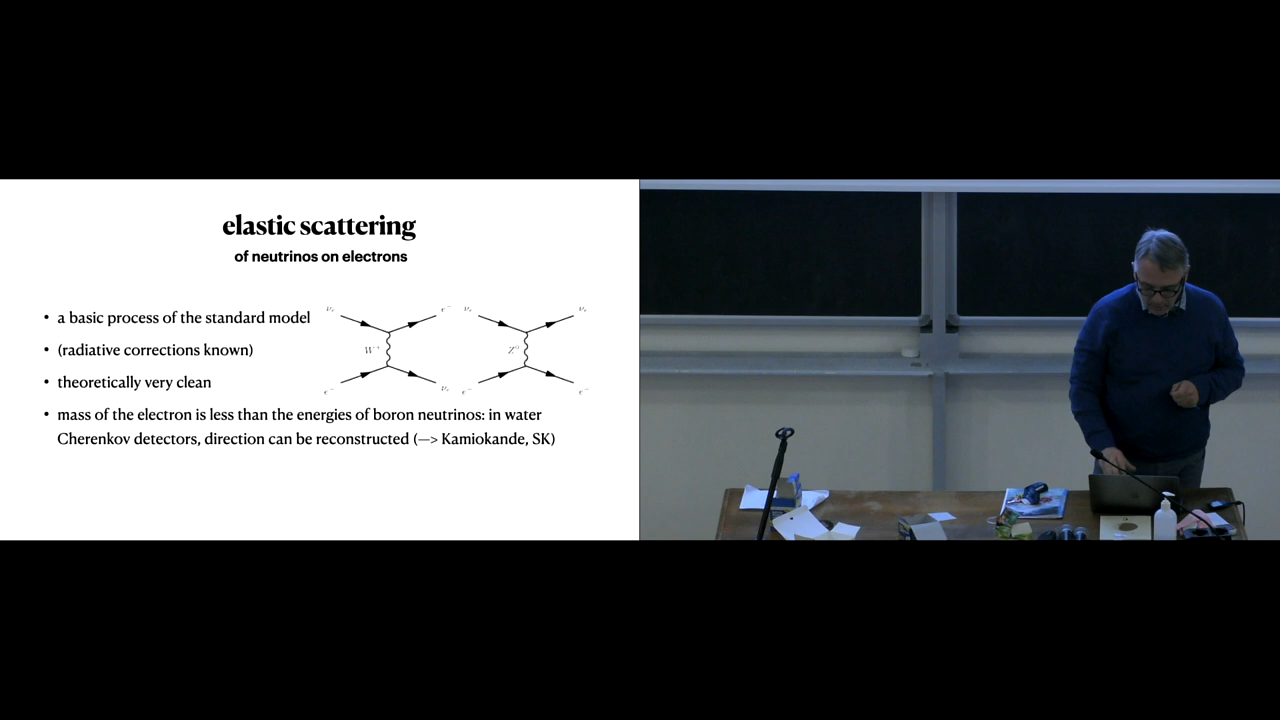 elastic scattering
of neutrinos on electrons
• a basic process of the standard model
• (radiative corrections known)
• theoretically very clean
• mass of the electron is less than the energies of boron neutrinos: in water
Cherenkov detectors, direction can be reconstructed (—> Kamiokande, SK)